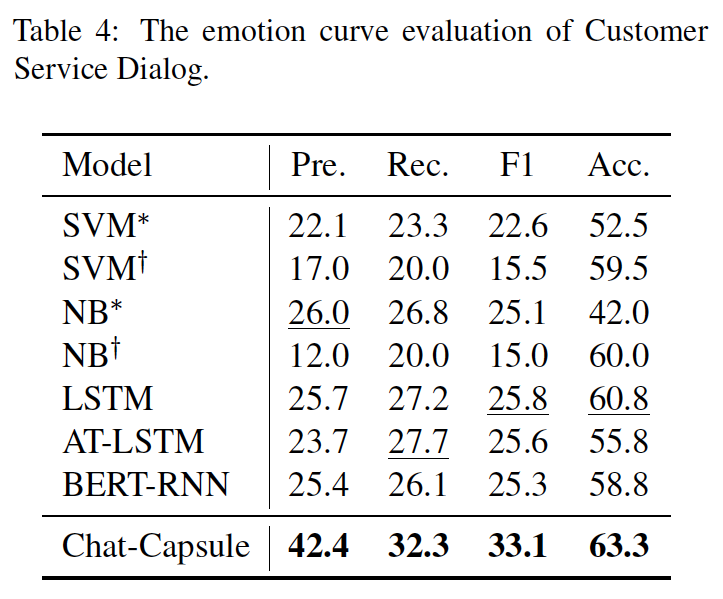 Table 4: The emotion curve evaluation of Customer
Service Dialog.
Model Pre. Rec. F1 Acc.
SVM* 22.1 23.3 22.6 52.5
SVM† 17.0 20.0 15.5 59.5
NB* 26.0 26.8 25.1 42.0
NB† 12.0 20.0 15.0 60.0
LSTM 25.7 27.2 25.8 60.8
AT-LSTM 23.7 27.7 25.6 55.8
BERT-RNN 25.4 26.1 25.3 58.8
Chat-Capsule 42.4 32.3 33.1 63.3